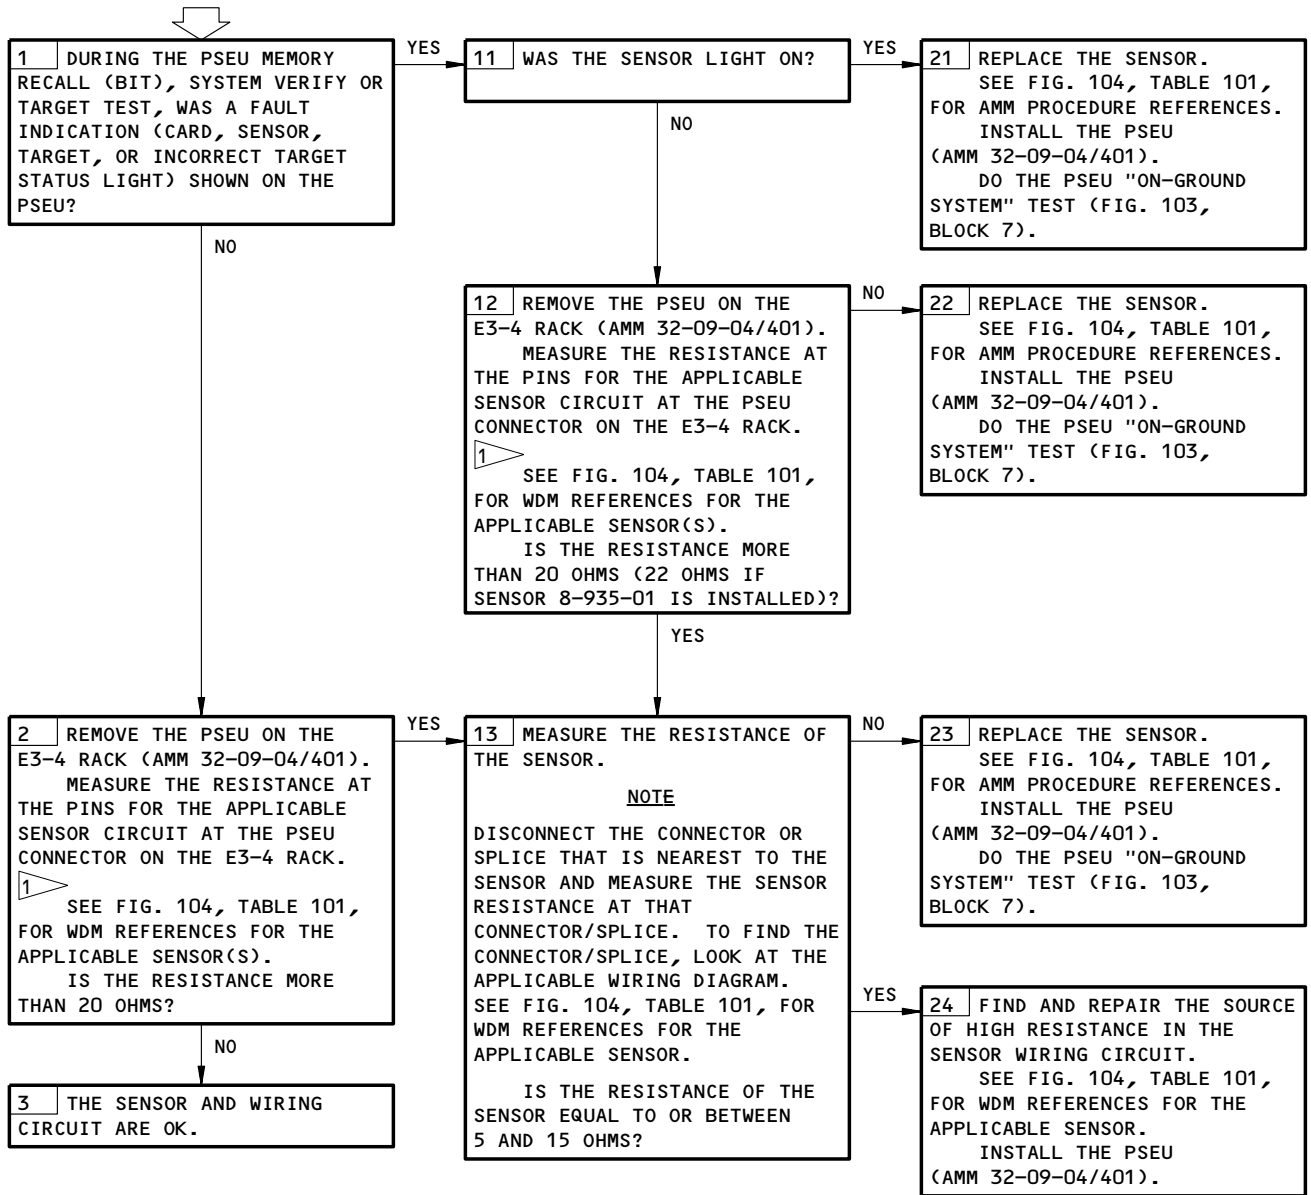 1 DURING THE PSEU MEMORY
RECALL (BIT), SYSTEM VERIFY OR
TARGET TEST, WAS A FAULT
INDICATION (CARD, SENSOR,
TARGET, OR INCORRECT TARGET
STATUS LIGHT) SHOWN ON THE
PSEU?
YES
NO
11 WAS THE SENSOR LIGHT ON?
YES
NO
21 REPLACE THE SENSOR.
SEE FIG. 104, TABLE 101,
FOR AMM PROCEDURE REFERENCES.
INSTALL THE PSEU
(AMM 32-09-04/401).
DO THE PSEU "ON-GROUND
SYSTEM" TEST (FIG. 103,
BLOCK 7).
12 REMOVE THE PSEU ON THE
E3-4 RACK (AMM 32-09-04/401).
MEASURE THE RESISTANCE AT
THE PINS FOR THE APPLICABLE
SENSOR CIRCUIT AT THE PSEU
CONNECTOR ON THE E3-4 RACK.
1
SEE FIG. 104, TABLE 101,
FOR WDM REFERENCES FOR THE
APPLICABLE SENSOR(S).
IS THE RESISTANCE MORE
THAN 20 OHMS (22 OHMS IF
SENSOR 8-935-01 IS INSTALLED)?
NO
YES
22 REPLACE THE SENSOR.
SEE FIG. 104, TABLE 101,
FOR AMM PROCEDURE REFERENCES.
INSTALL THE PSEU
(AMM 32-09-04/401).
DO THE PSEU "ON-GROUND
SYSTEM" TEST (FIG. 103,
BLOCK 7).
2 REMOVE THE PSEU ON THE
E3-4 RACK (AMM 32-09-04/401).
MEASURE THE RESISTANCE AT
THE PINS FOR THE APPLICABLE
SENSOR CIRCUIT AT THE PSEU
CONNECTOR ON THE E3-4 RACK.
1
SEE FIG. 104, TABLE 101,
FOR WDM REFERENCES FOR THE
APPLICABLE SENSOR(S).
IS THE RESISTANCE MORE
THAN 20 OHMS?
YES
NO
3 THE SENSOR AND WIRING
CIRCUIT ARE OK.
13 MEASURE THE RESISTANCE OF
THE SENSOR.
NOTE
DISCONNECT THE CONNECTOR OR
SPLICE THAT IS NEAREST TO THE
SENSOR AND MEASURE THE SENSOR
RESISTANCE AT THAT
CONNECTOR/SPLICE. TO FIND THE
CONNECTOR/SPLICE, LOOK AT THE
APPLICABLE WIRING DIAGRAM.
SEE FIG. 104, TABLE 101, FOR
WDM REFERENCES FOR THE
APPLICABLE SENSOR.
IS THE RESISTANCE OF THE
SENSOR EQUAL TO OR BETWEEN
5 AND 15 OHMS?
NO
YES
23 REPLACE THE SENSOR.
SEE FIG. 104, TABLE 101,
FOR AMM PROCEDURE REFERENCES.
INSTALL THE PSEU
(AMM 32-09-04/401).
DO THE PSEU "ON-GROUND
SYSTEM" TEST (FIG. 103,
BLOCK 7).
24 FIND AND REPAIR THE SOURCE
OF HIGH RESISTANCE IN THE
SENSOR WIRING CIRCUIT.
SEE FIG. 104, TABLE 101,
FOR WDM REFERENCES FOR THE
APPLICABLE SENSOR.
INSTALL THE PSEU
(AMM 32-09-04/401).